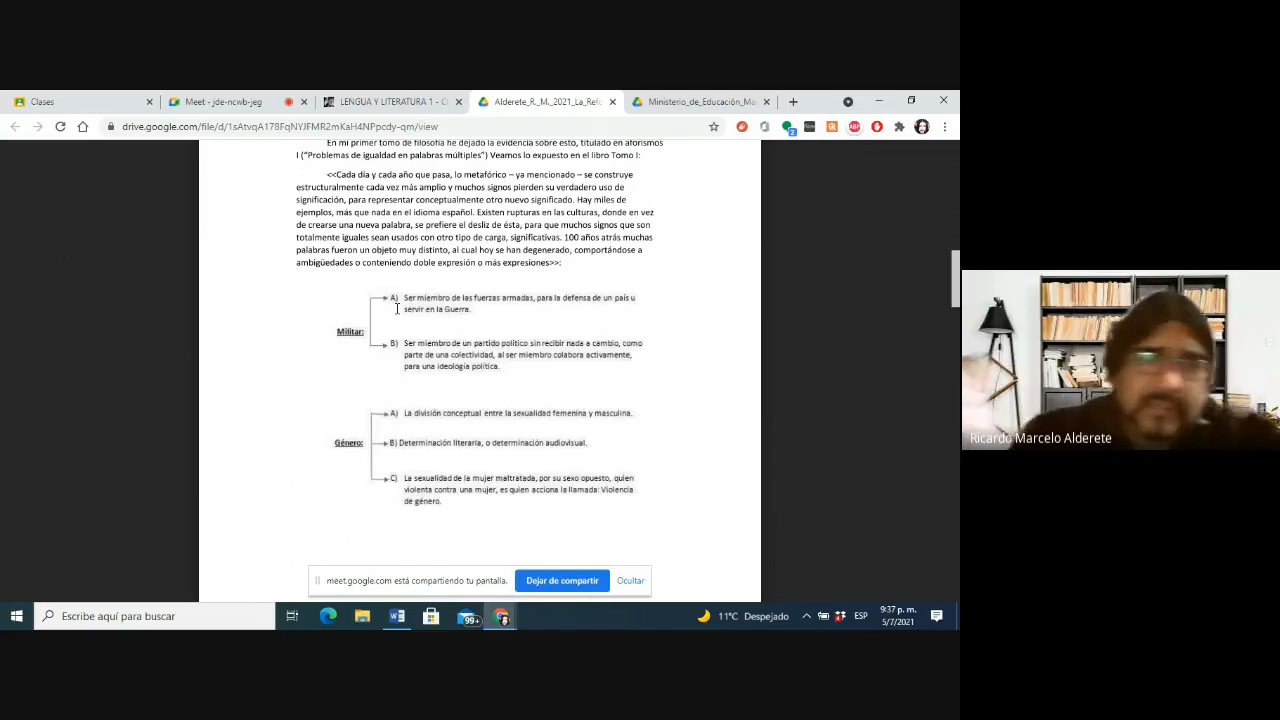 Clases
Meet - jde-ncwb-jeg
LENGUA Y LITERATURA 1 - C
Alderete_R._M._2021_La_Ref
Ministerio_de_Educación_Ma
drive.google.com/file/d/1sAtvqA178FqNYJFMR2mKaH4NPpcdy-qm/view
En mi primer tomo de filosofía he dejado la evidencia sobre esto, titulado en aforismos
I ("Problemas de igualdad en palabras múltiples") Veamos lo expuesto en el libro Tomo I:
<<Cada día y cada año que pasa, lo metafórico – ya mencionado – se construye
estructuralmente cada vez más amplio y muchos signos pierden su verdadero uso de
significación, para representar conceptualmente otro nuevo significado. Hay miles de
ejemplos, más que nada en el idioma español. Existen rupturas en las culturas, donde en vez
de crearse una nueva palabra, se prefiere el desliz de ésta, para que muchos signos que son
totalmente iguales sean usados con otro tipo de carga, significativas. 100 años atrás muchas
palabras fueron un objeto muy distinto, al cual hoy se han degenerado, comportándose a
ambigüedades o conteniendo doble expresión o más expresiones>>:
A) Ser miembro de las fuerzas armadas, para la defensa de un país u
servir en la Guerra.
Militar:
B) Ser miembro de un partido político sin recibir nada a cambio, como
parte de una colectividad, al ser miembro colabora activamente,
para una ideología política.
A) La división conceptual entre la sexualidad femenina y masculina.
Género:
B) Determinación literaria, o determinación audiovisual.
C) La sexualidad de la mujer maltratada, por su sexo opuesto, quien
violenta contra una mujer, es quien acciona la llamada: Violencia
de género.
Ricardo Marcelo Alderete
meet.google.com está compartiendo tu pantalla.
Dejar de compartir
Ocultar
Escribe aquí para buscar
99+
11°C Despejado
ESP
9:37 p. m.
5/7/2021